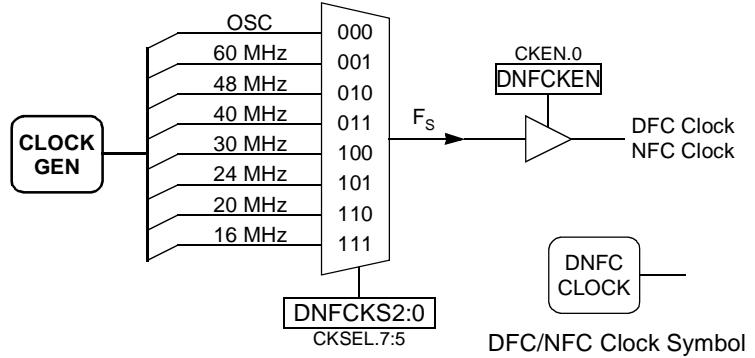 OSC
000
60 MHz
001
48 MHz
010
40 MHz
011
30 MHz
100
24 MHz
101
20 MHz
110
16 MHz
111
CLOCK
GEN
F_S
CKEN.0
DNFCKEN
DFC Clock
NFC Clock
DNFCKS2:0
CKSEL.7:5
DNFC
CLOCK
DFC/NFC Clock Symbol